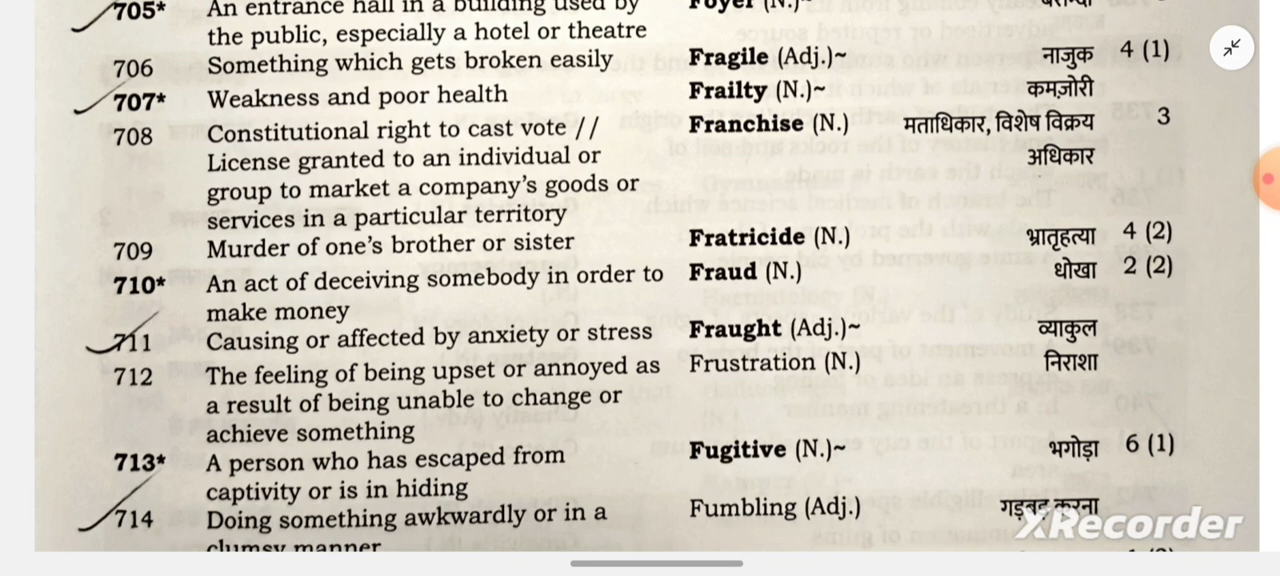 705* An entrance hall in a building used by Foyer (N.)~
the public, especially a hotel or theatre
706 Something which gets broken easily Fragile (Adj.)~ नाजुक 4 (1)
707* Weakness and poor health Frailty (N.)~ कमज़ोरी
708 Constitutional right to cast vote // Franchise (N.) मताधिकार, विशेष विक्रय 3
License granted to an individual or अधिकार
group to market a company's goods or
services in a particular territory
709 Murder of one's brother or sister Fratricide (N.) भ्रातृहत्या 4 (2)
710* An act of deceiving somebody in order to Fraud (N.) धोखा 2 (2)
make money
711 Causing or affected by anxiety or stress Fraught (Adj.)~ व्याकुल
712 The feeling of being upset or annoyed as Frustration (N.) निराशा
a result of being unable to change or
achieve something
713* A person who has escaped from Fugitive (N.)~ भगोड़ा 6 (1)
captivity or is in hiding
714 Doing something awkwardly or in a Fumbling (Adj.) गड़बड़ करना
clumsy manner
XRecorder